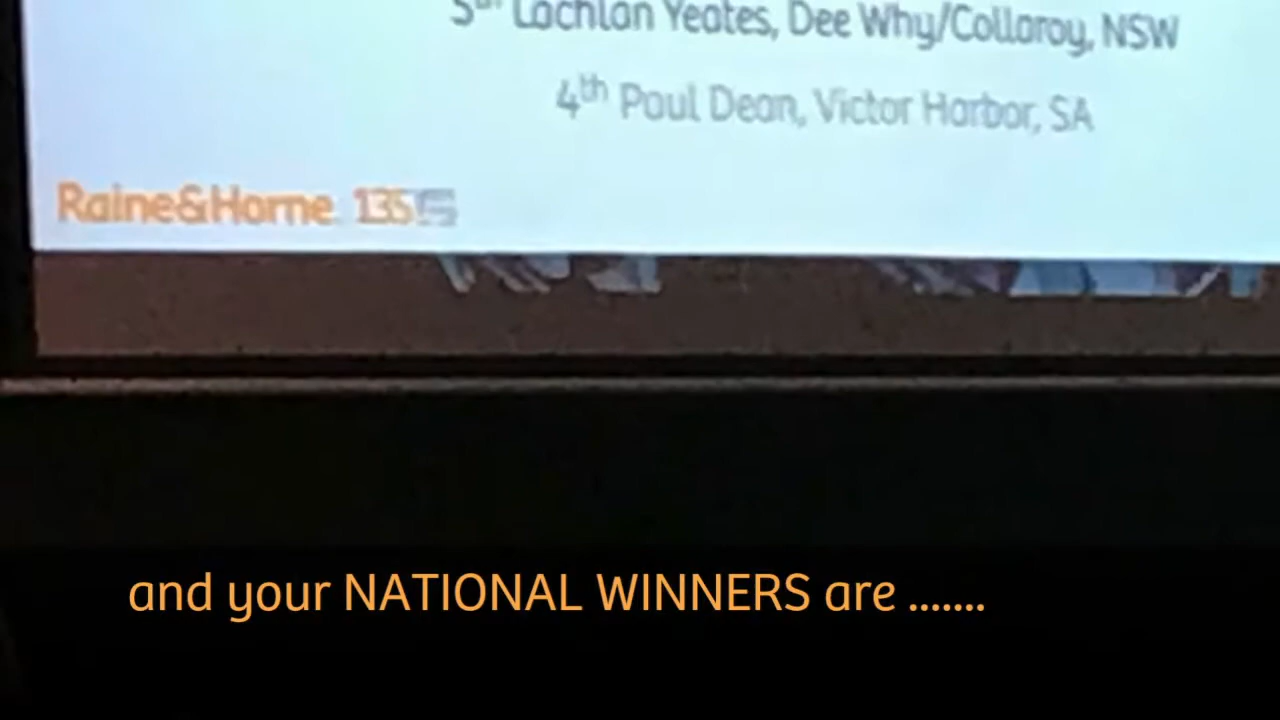 5th Lachlan Yeates, Dee Why/Collaroy, NSW
4th Paul Dean, Victor Harbor, SA
Raine&Horne 135
and your NATIONAL WINNERS are .......